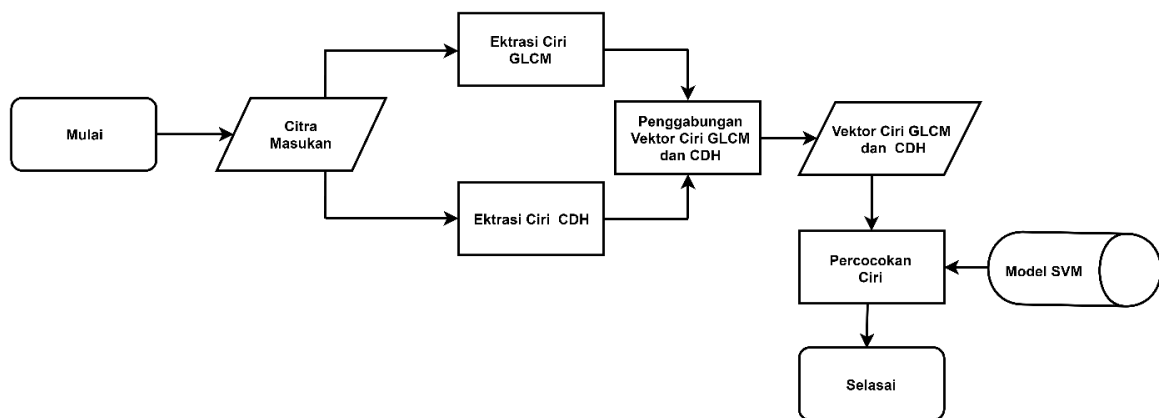 Mulai
Citra
Masukan
Ektrasi Ciri
GLCM
Ektrasi Ciri CDH
Penggabungan
Vektor Ciri GLCM
dan CDH
Vektor Ciri GLCM
dan CDH
Percocokan
Ciri
Model SVM
Selasai